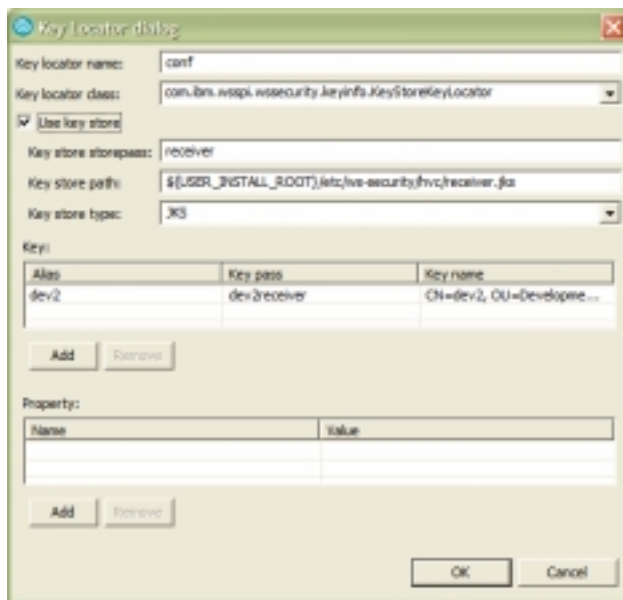 Key Locator dialog
Key locator name: conf
Key locator class: com.ibm.wsspi.wssecurity.keyinfo.KeyStoreKeyLocator
Use key store
Key store storepass: receiver
Key store path: ${USER_INSTALL_ROOT}/etc/ws-security/hvc/receiver.jks
Key store type: JKS
Key:
Alias Key pass Key name
dev2 dev2receiver CN=dev2, OU=Developme...
Add Remove
Property:
Name Value
Add Remove
OK Cancel